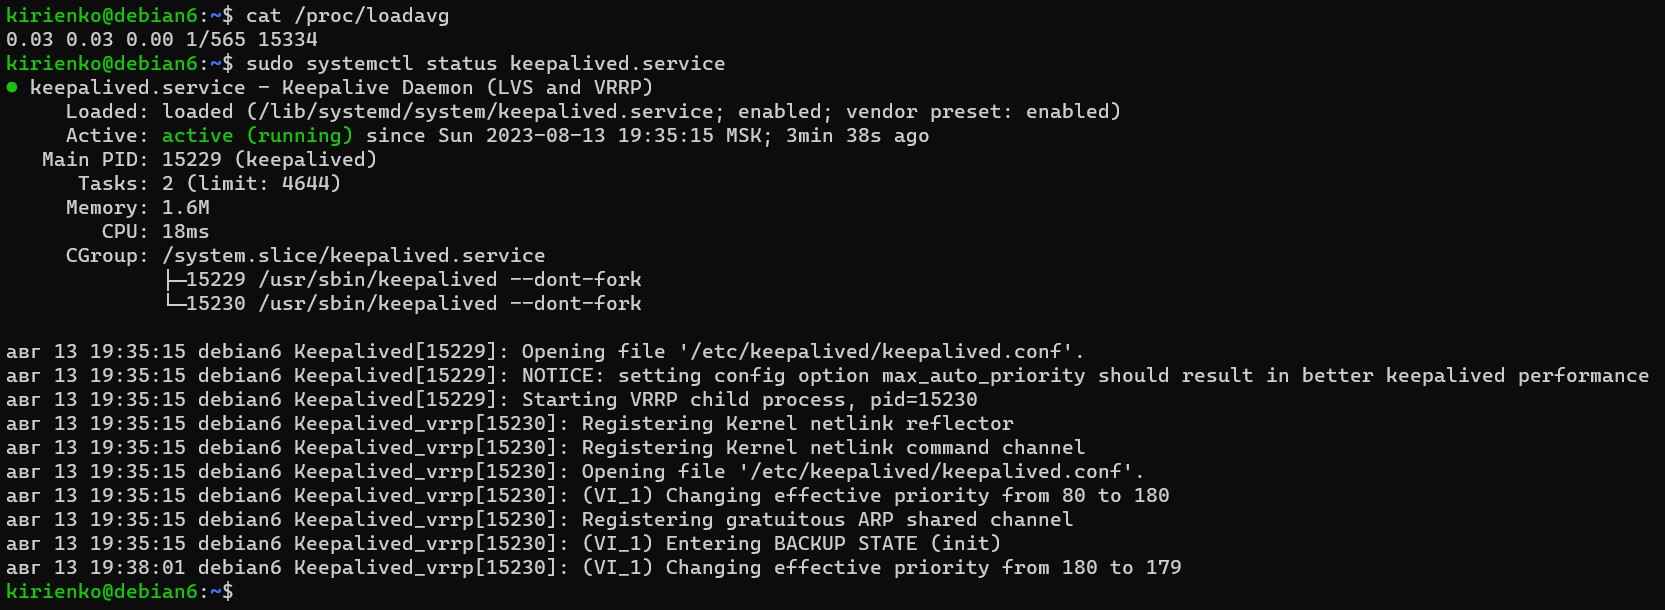 kirienko@debian6:~$ cat /proc/loadavg
0.03 0.03 0.00 1/565 15334
kirienko@debian6:~$ sudo systemctl status keepalived.service
● keepalived.service - Keepalive Daemon (LVS and VRRP)
     Loaded: loaded (/lib/systemd/system/keepalived.service; enabled; vendor preset: enabled)
     Active: active (running) since Sun 2023-08-13 19:35:15 MSK; 3min 38s ago
   Main PID: 15229 (keepalived)
      Tasks: 2 (limit: 4644)
     Memory: 1.6M
        CPU: 18ms
     CGroup: /system.slice/keepalived.service
             ├─15229 /usr/sbin/keepalived --dont-fork
             └─15230 /usr/sbin/keepalived --dont-fork

авг 13 19:35:15 debian6 Keepalived[15229]: Opening file '/etc/keepalived/keepalived.conf'.
авг 13 19:35:15 debian6 Keepalived[15229]: NOTICE: setting config option max_auto_priority should result in better keepalived performance
авг 13 19:35:15 debian6 Keepalived[15229]: Starting VRRP child process, pid=15230
авг 13 19:35:15 debian6 Keepalived_vrrp[15230]: Registering Kernel netlink reflector
авг 13 19:35:15 debian6 Keepalived_vrrp[15230]: Registering Kernel netlink command channel
авг 13 19:35:15 debian6 Keepalived_vrrp[15230]: Opening file '/etc/keepalived/keepalived.conf'.
авг 13 19:35:15 debian6 Keepalived_vrrp[15230]: (VI_1) Changing effective priority from 80 to 180
авг 13 19:35:15 debian6 Keepalived_vrrp[15230]: Registering gratuitous ARP shared channel
авг 13 19:35:15 debian6 Keepalived_vrrp[15230]: (VI_1) Entering BACKUP STATE (init)
авг 13 19:38:01 debian6 Keepalived_vrrp[15230]: (VI_1) Changing effective priority from 180 to 179
kirienko@debian6:~$